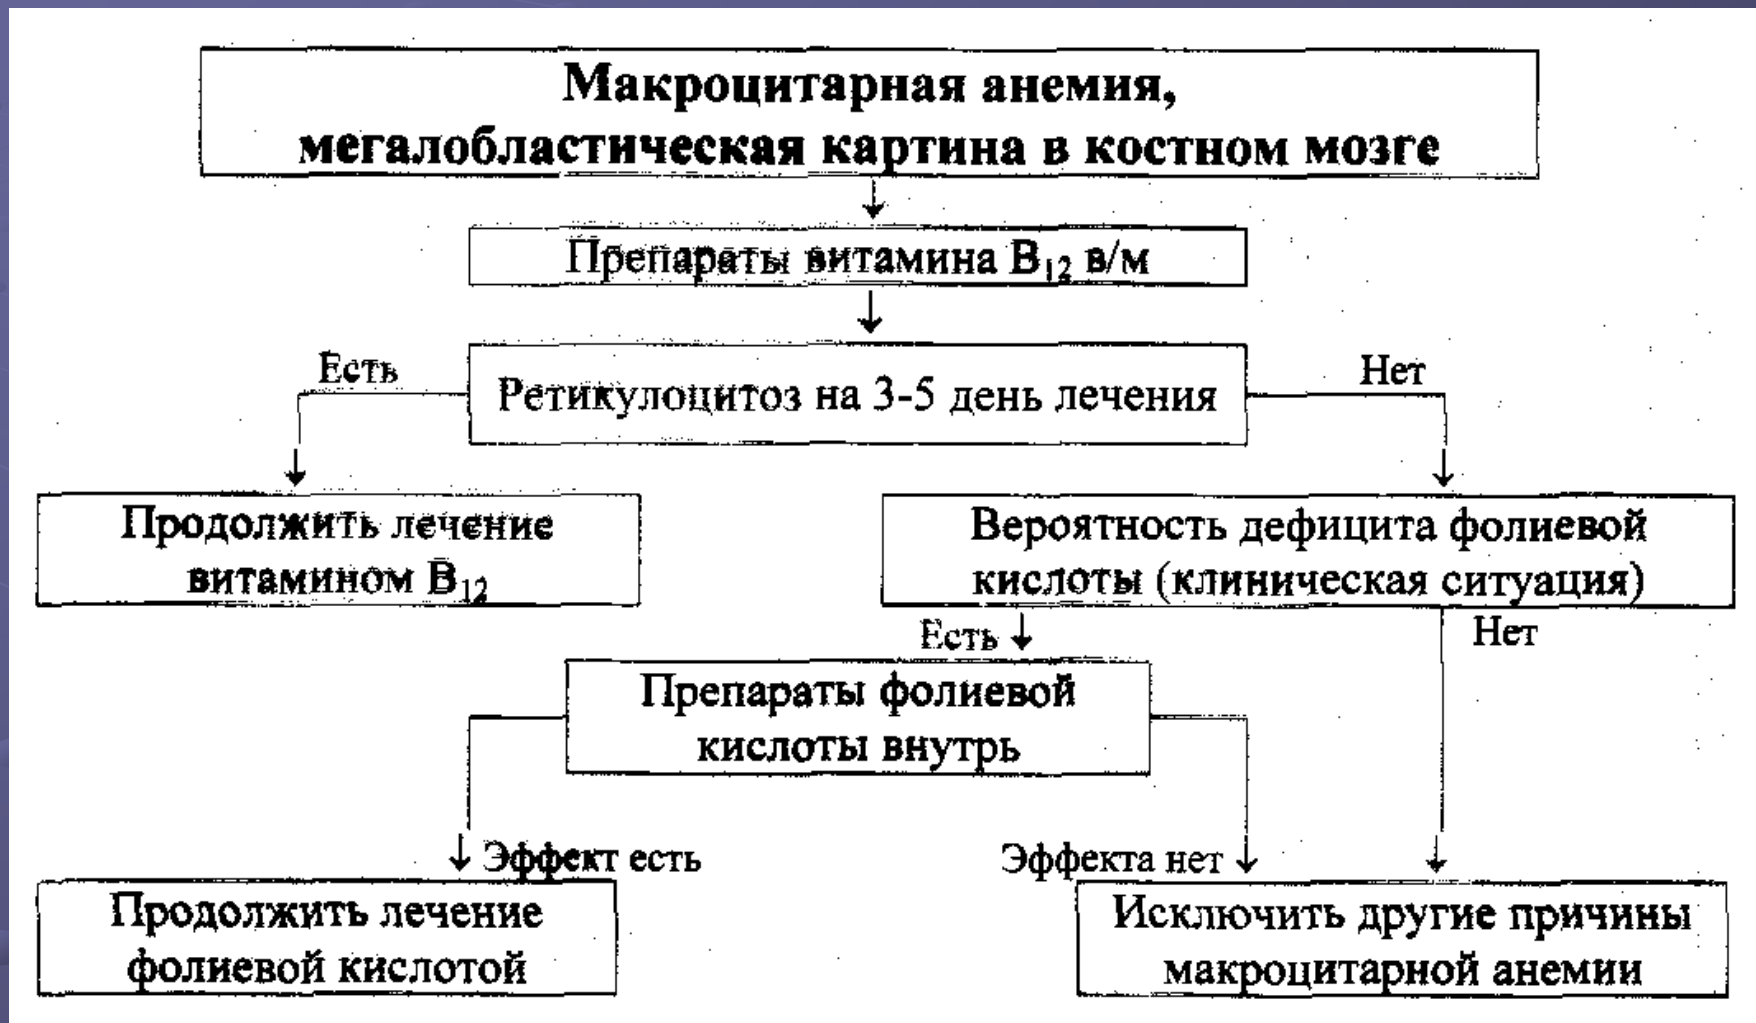 Макроцитарная анемия,
мегалобластическая картина в костном мозге
Препараты витамина В₁₂ в/м
Есть
Ретикулоцитоз на 3-5 день лечения
Нет
Продолжить лечение
витамином В₁₂
Вероятность дефицита фолиевой
кислоты (клиническая ситуация)
Есть
Нет
Препараты фолиевой
кислоты внутрь
Эффект есть
Эффекта нет
Продолжить лечение
фолиевой кислотой
Исключить другие причины
макроцитарной анемии